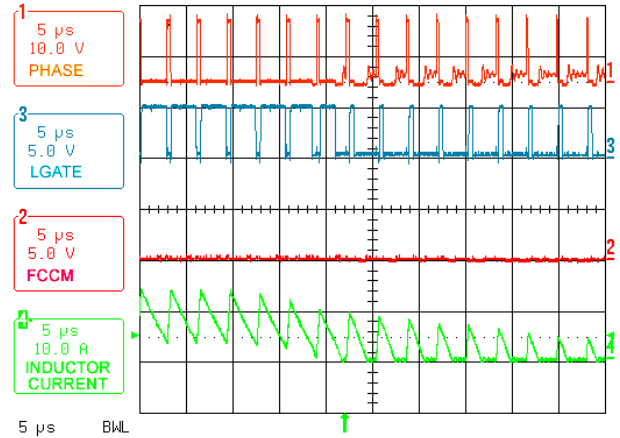 1
5 µs
10.0 V
PHASE
1
3
5 µs
5.0 V
LGATE
3
2
5 µs
5.0 V
FCCM
2
4
5 µs
10.0 A
INDUCTOR
CURRENT
4
5 µs BWL